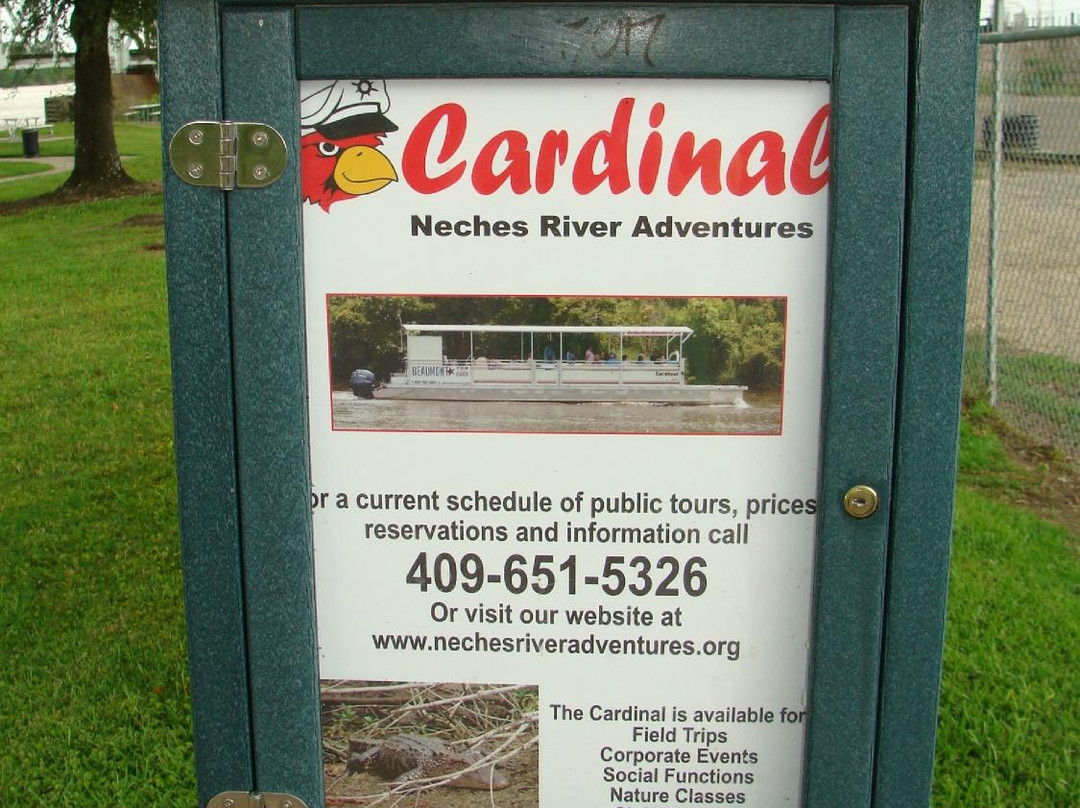 Cardinal
Neches River Adventures
BEAUMONT
Cardinal
or a current schedule of public tours, prices
reservations and information call
409-651-5326
Or visit our website at
www.nechesriveradventures.org
The Cardinal is available for
Field Trips
Corporate Events
Social Functions
Nature Classes